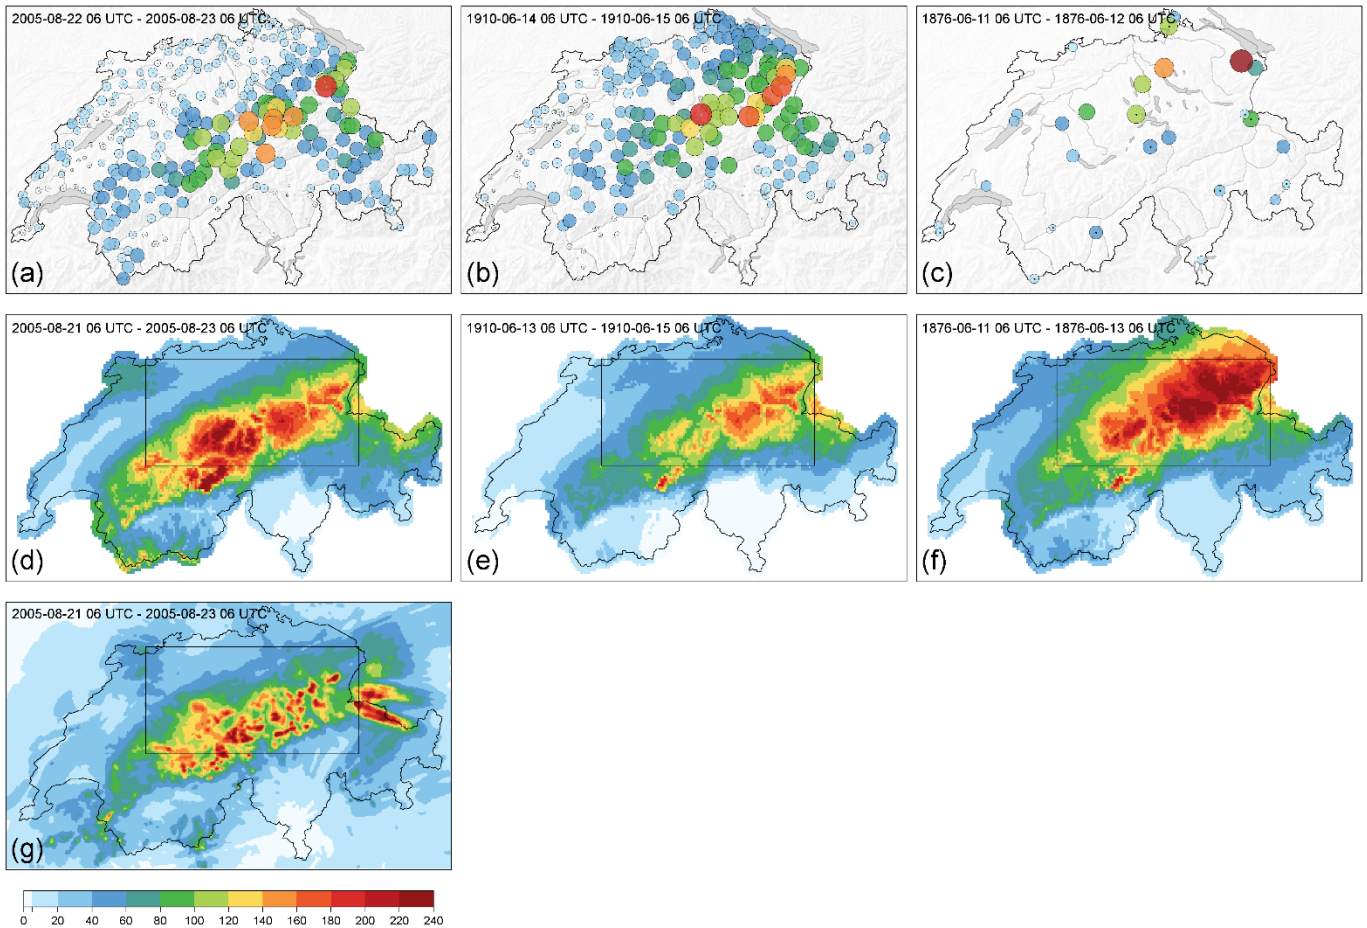 2005-08-22 06 UTC - 2005-08-23 06 UTC
(a)
1910-06-14 06 UTC - 1910-06-15 06 UTC
(b)
1876-06-11 06 UTC - 1876-06-12 06 UTC
(c)
2005-08-21 06 UTC - 2005-08-23 06 UTC
(d)
1910-06-13 06 UTC - 1910-06-15 06 UTC
(e)
1876-06-11 06 UTC - 1876-06-13 06 UTC
(f)
2005-08-21 06 UTC - 2005-08-23 06 UTC
(g)
0 20 40 60 80 100 120 140 160 180 200 220 240